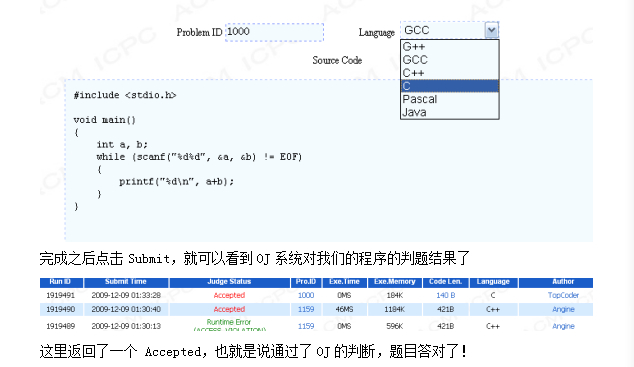 Problem ID 1000 Language GCC
G++
GCC
C++
C
Pascal
Java
Source Code
#include <stdio.h>
void main()
{
int a, b;
while (scanf("%d%d", &a, &b) != EOF)
{
printf("%d\n", a+b);
}
}
完成之后点击 Submit，就可以看到 OJ 系统对我们的程序的判题结果了
Run ID Submit Time Judge Status Pro.ID Exe.Time Exe.Memory Code Len. Language Author
1919491 2009-12-09 01:33:28 Accepted 1000 0MS 184K 140 B C TopCoder
1919490 2009-12-09 01:30:40 Accepted 1159 46MS 1184K 421B C++ Angine
1919489 2009-12-09 01:30:13 Runtime Error 1159 0MS 596K 421B C++ Angine
(ACCESS_VIOLATION)
这里返回了一个 Accepted，也就是说通过了 OJ 的判断，题目答对了！